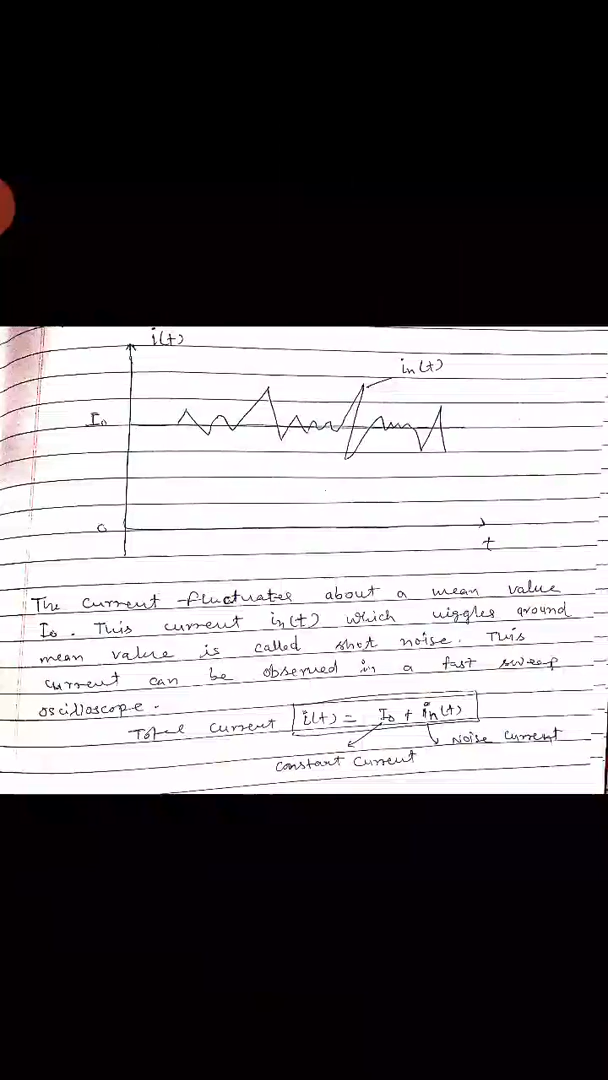 i(t)
in(t)
I₀
0
t
The current fluctuates about a mean value
I₀. This current in(t) which wiggles around
mean value is called shot noise. This
current can be observed in a fast sweep
oscilloscope.
Total current i(t) = I₀ + in(t)
Noise current
constant current